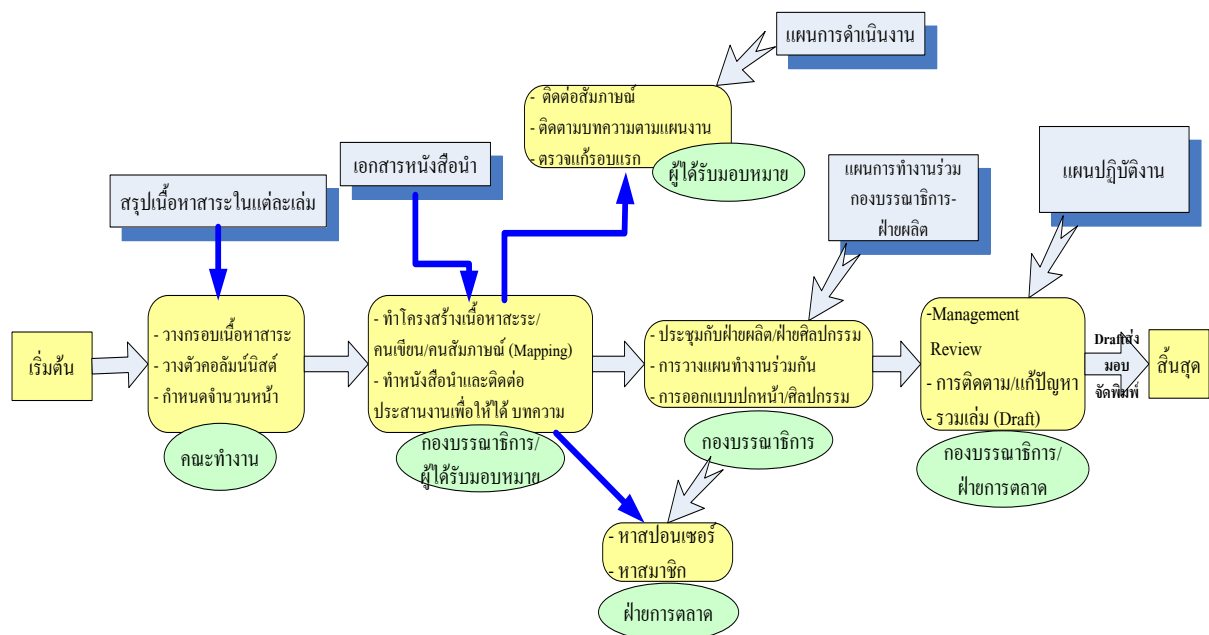 แผนการดำเนินงาน
- ติดต่อสัมภาษณ์
- ติดตามบทความตามแผนงาน
- ตรวจแก้รอบแรก
ผู้ได้รับมอบหมาย
เอกสารหนังสือนำ
สรุปเนื้อหาสาระในแต่ละเล่ม
แผนการทำงานร่วม
กองบรรณาธิการ-
ฝ่ายผลิต
แผนปฏิบัติงาน
เริ่มต้น
- วางกรอบเนื้อหาสาระ
- วางตัวคอลัมน์นิสต์
- กำหนดจำนวนหน้า
คณะทำงาน
- ทำโครงสร้างเนื้อหาสะระ/
คนเขียน/คนสัมภาษณ์ (Mapping)
- ทำหนังสือนำและติดต่อ
ประสานงานเพื่อให้ได้ บทความ
กองบรรณาธิการ/
ผู้ได้รับมอบหมาย
- ประชุมกับฝ่ายผลิต/ฝ่ายศิลปกรรม
- การวางแผนทำงานร่วมกัน
- การออกแบบปกหน้า/ศิลปกรรม
กองบรรณาธิการ
-Management
Review
- การติดตาม/แก้ปัญหา
- รวมเล่ม (Draft)
กองบรรณาธิการ/
ฝ่ายการตลาด
Draftส่ง
มอบ
จัดพิมพ์
สิ้นสุด
- หาสปอนเซอร์
- หาสมาชิก
ฝ่ายการตลาด